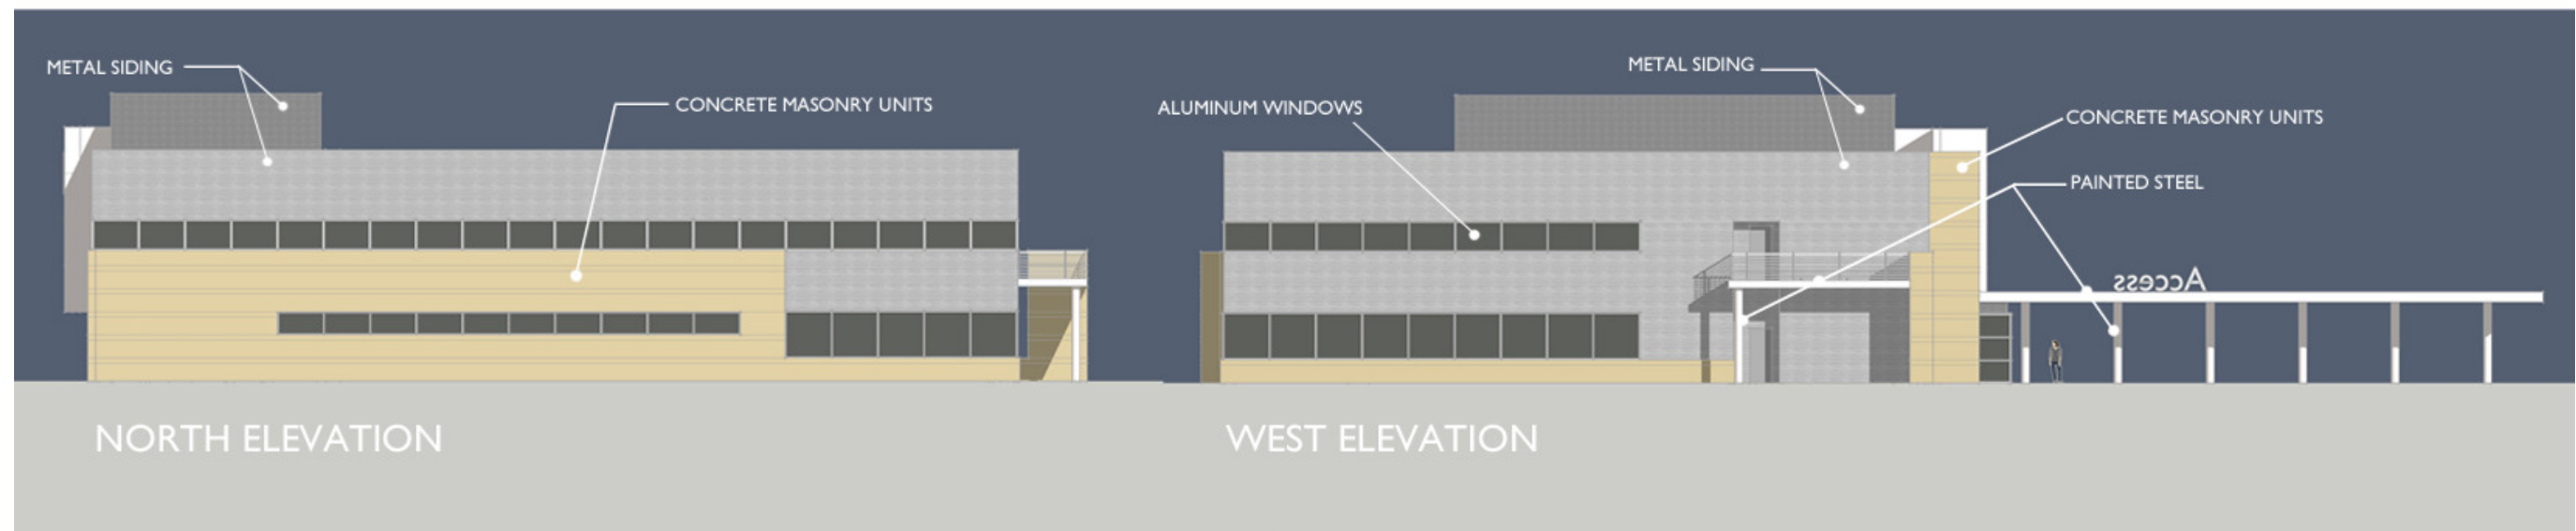 METAL SIDING
CONCRETE MASONRY UNITS
METAL SIDING
ALUMINUM WINDOWS
CONCRETE MASONRY UNITS
PAINTED STEEL
Access
NORTH ELEVATION
WEST ELEVATION